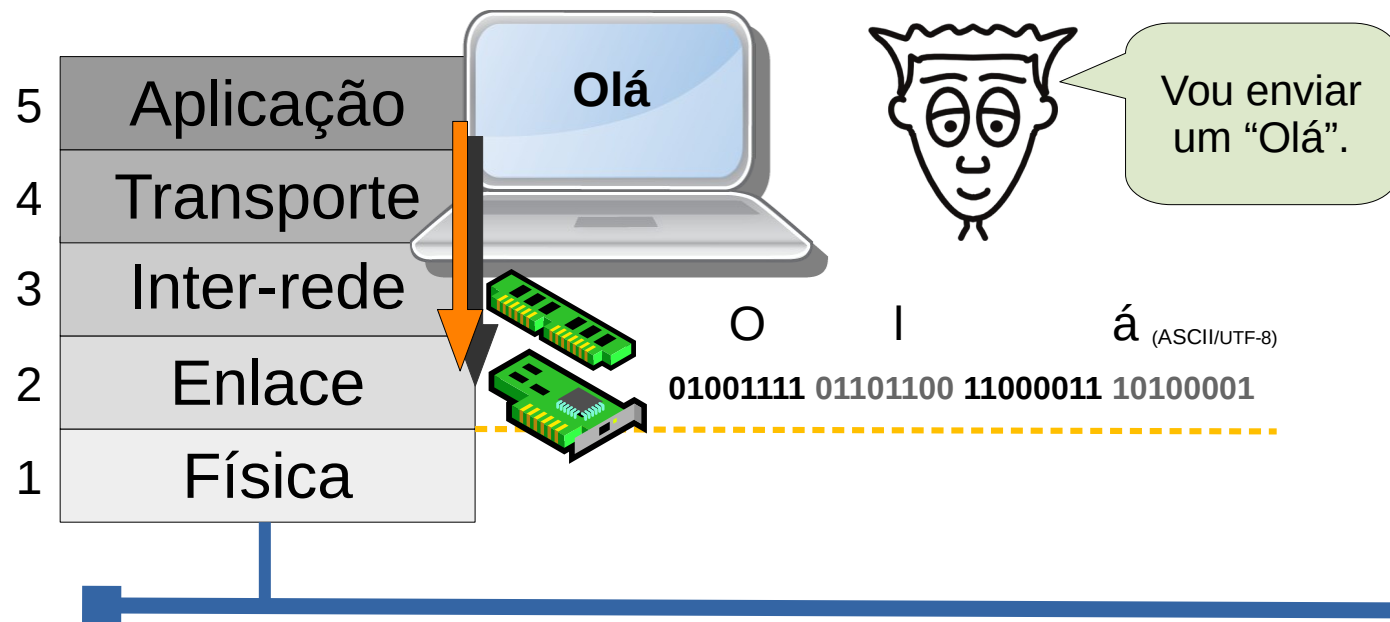 5 Aplicação
4 Transporte
3 Inter-rede
2 Enlace
1 Física
Olá
Vou enviar
um “Olá”.
O l á (ASCII/UTF-8)
01001111 01101100 11000011 10100001